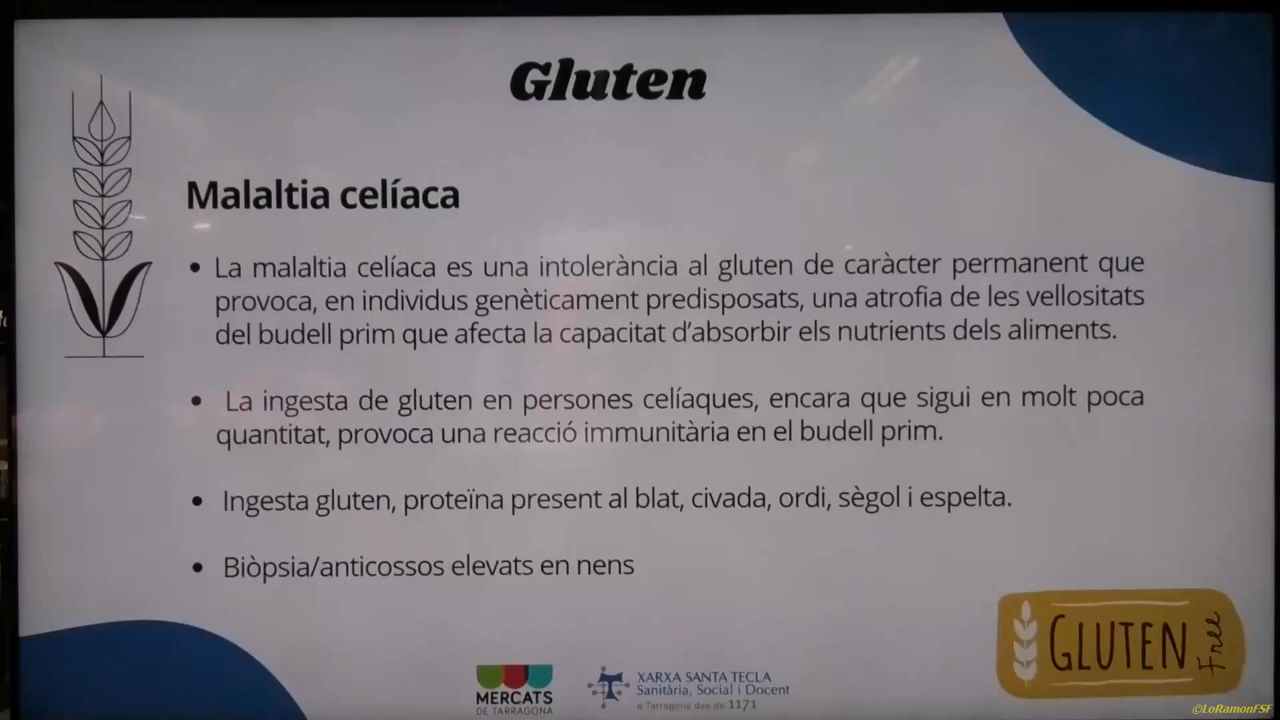 Gluten
Malaltia celíaca
• La malaltia celíaca es una intolerància al gluten de caràcter permanent que
provoca, en individus genèticament predisposats, una atrofia de les vellositats
del budell prim que afecta la capacitat d'absorbir els nutrients dels aliments.
• La ingesta de gluten en persones celíaques, encara que sigui en molt poca
quantitat, provoca una reacció immunitària en el budell prim.
• Ingesta gluten, proteïna present al blat, civada, ordi, sègol i espelta.
• Biòpsia/anticossos elevats en nens
GLUTEN Free
MERCATS
DE TARRAGONA
XARXA SANTA TECLA
Sanitària, Social i Docent
a Tarragona des de 1171
©LoRamonFSF